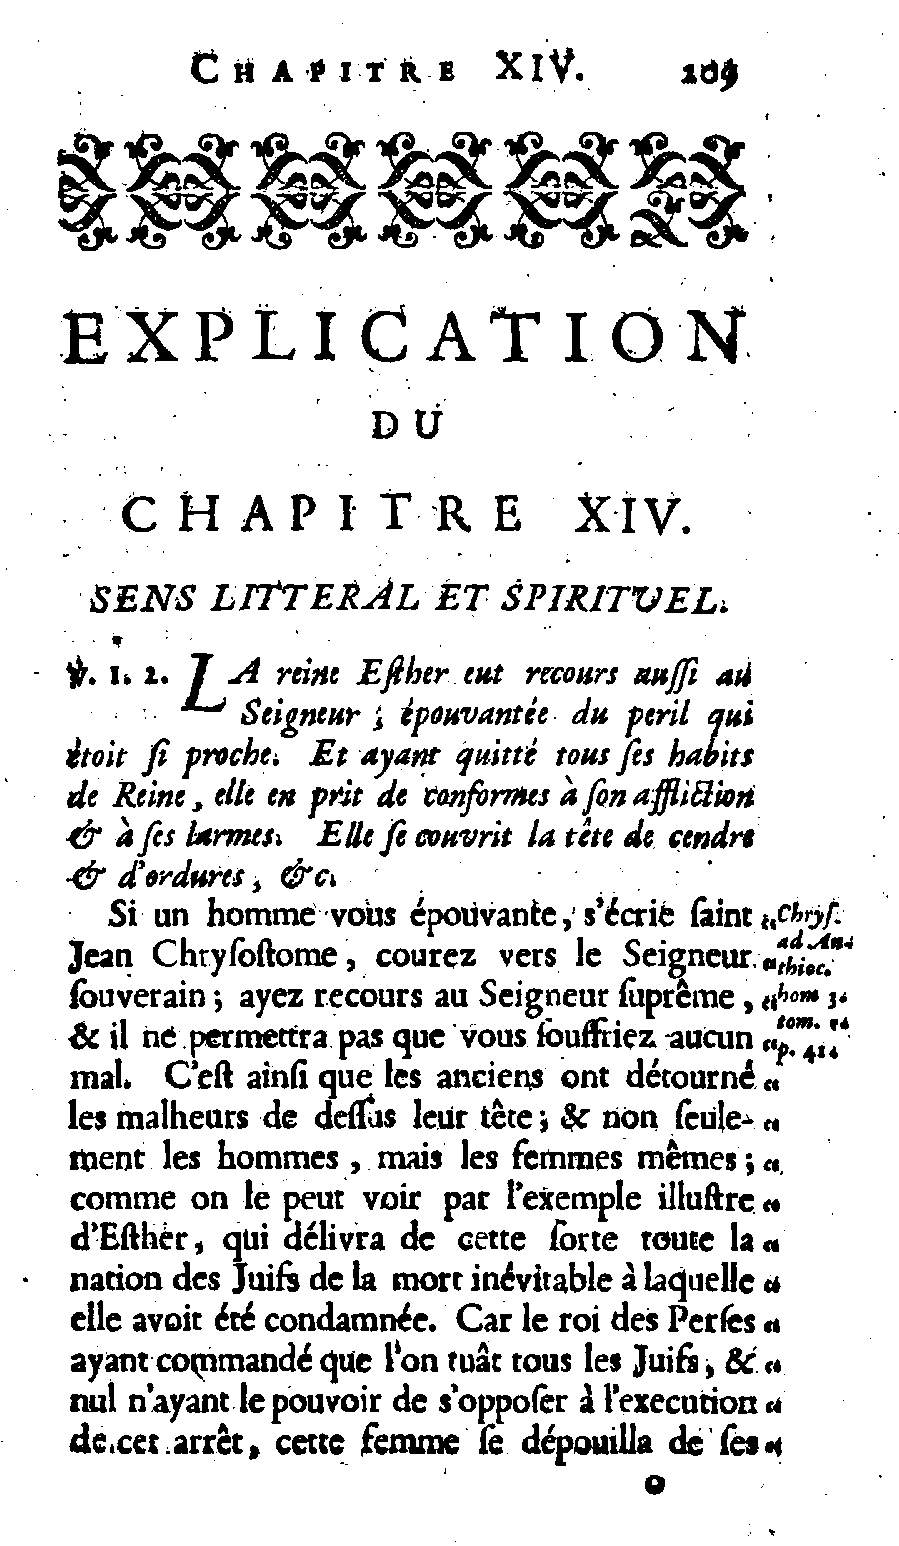 CHAPITRE XIV. 209
EXPLICATION
DU
CHAPITRE XIV.
SENS LITTERAL ET SPIRITUEL.
℣. 1. 2. LA reine Eſther eut recours auſſi au
Seigneur ; épouvantée du peril qui
étoit ſi proche. Et ayant quitté tous ſes habits
de Reine, elle en prit de conformes à ſon affliction
& à ſes larmes. Elle ſe couvrit la tête de cendre
& d'ordures, &c.
Si un homme vous épouvante, s'écrie ſaint “ Chryſ.
Jean Chryſoſtome, courez vers le Seigneur “ ad An-
ſouverain ; ayez recours au Seigneur ſuprême, “ thioc.
& il ne permettra pas que vous ſouffriez aucun “ hom 3.
mal. C'eſt ainſi que les anciens ont détourné “ tom. 1.
les malheurs de deſſus leur tête ; & non ſeule- “ p. 414
ment les hommes, mais les femmes mêmes ; “
comme on le peut voir par l'exemple illuſtre “
d'Eſther, qui délivra de cette ſorte toute la “
nation des Juifs de la mort inévitable à laquelle “
elle avoit été condamnée. Car le roi des Perſes “
ayant commandé que l'on tuât tous les Juifs, & “
nul n'ayant le pouvoir de s'oppoſer à l'execution “
de cet arrêt, cette femme ſe dépouilla de ſes “
O